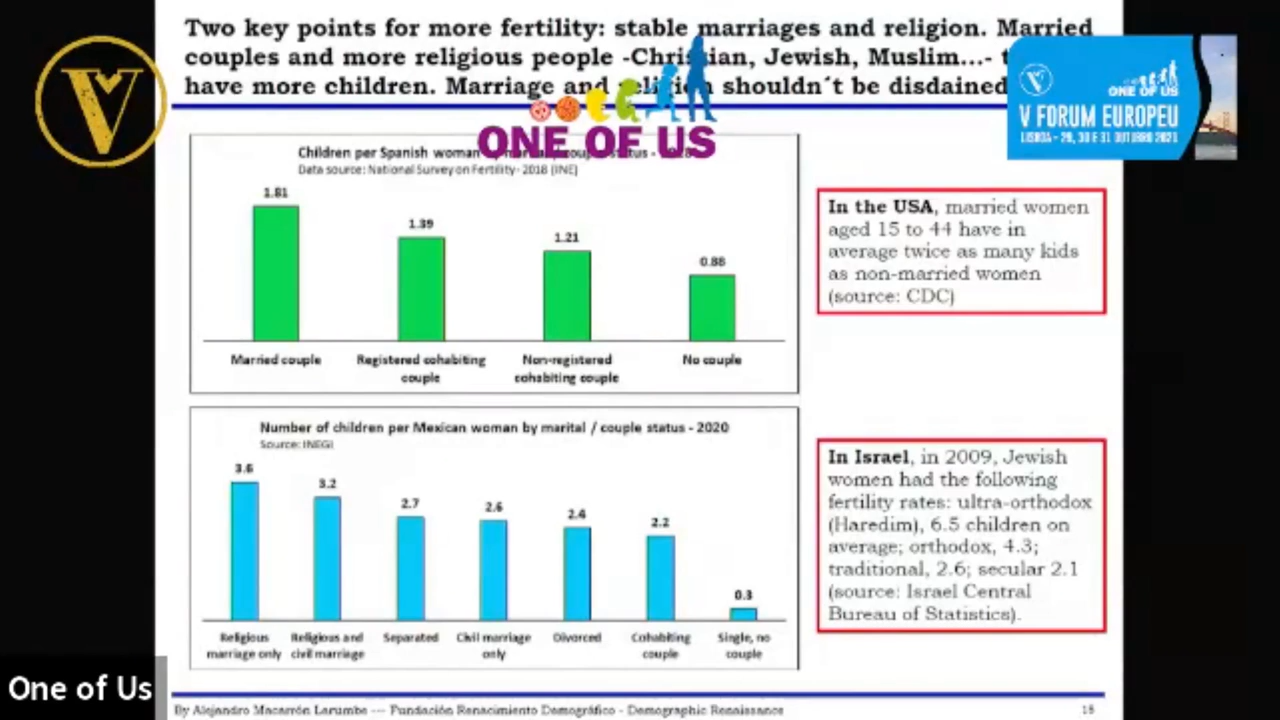 Two key points for more fertility: stable marriages and religion. Married
couples and more religious people -Christian, Jewish, Muslim...-
have more children. Marriage and religion shouldn´t be disdained
V
ONE OF US
V
ONE OF US
V FORUM EUROPEU
LISBOA - 29, 30 E 31 OUTUBRO 2021
Children per Spanish woman
Data source: National Survey on Fertility- 2018 (INE)
1.81
1.39
1.21
0.88
Married couple
Registered cohabiting
couple
Non-registered
cohabiting couple
No couple
In the USA, married women
aged 15 to 44 have in
average twice as many kids
as non-married women
(source: CDC)
Number of children per Mexican woman by marital / couple status - 2020
Source: INEGI
3.6
3.2
2.7
2.6
2.4
2.2
0.3
Religious
marriage only
Religious and
civil marriage
Separated
Civil marriage
only
Divorced
Cohabiting
couple
Single, no
couple
In Israel, in 2009, Jewish
women had the following
fertility rates: ultra-orthodox
(Haredim), 6.5 children on
average; orthodox, 4.3;
traditional, 2.6; secular 2.1
(source: Israel Central
Bureau of Statistics).
One of Us
By Alejandro Macarrón Larumbe --- Fundación Renacimiento Demográfico - Demographic Renaissance